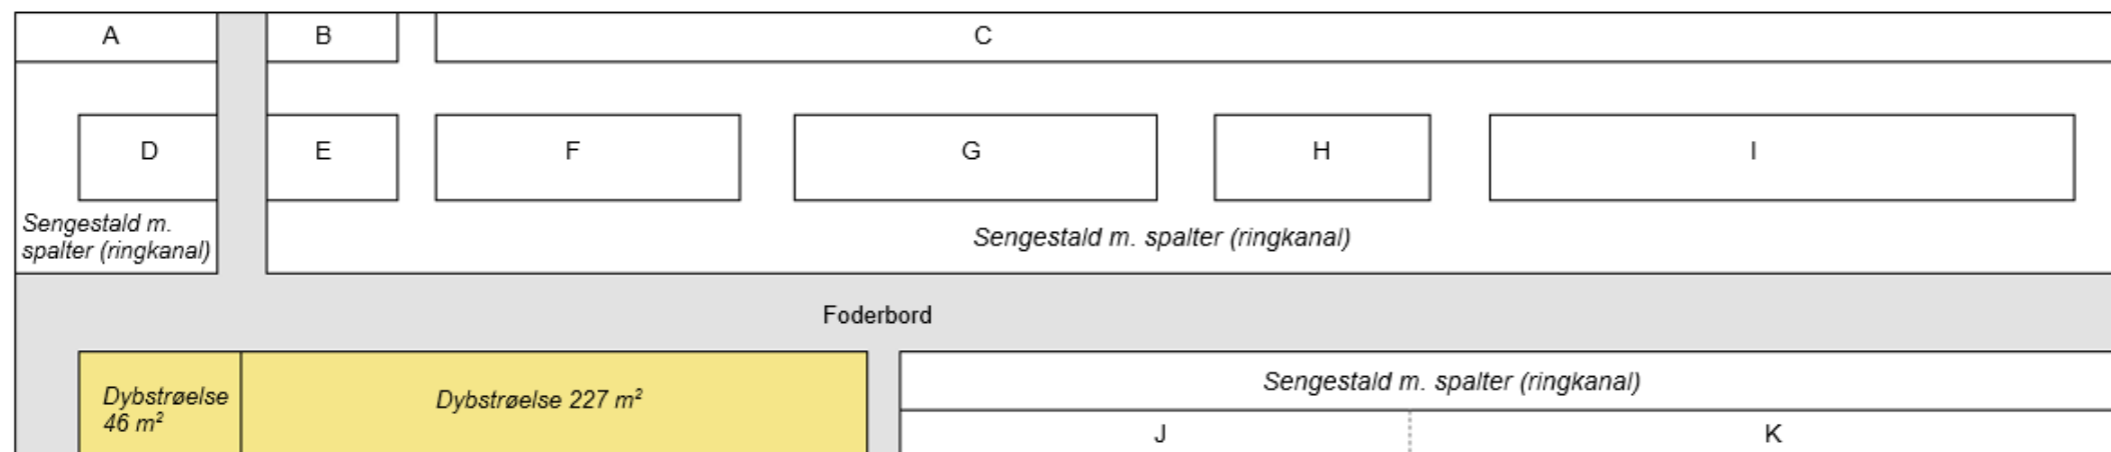 A
B
C
D
E
F
G
H
I
Sengestald m.
spalter (ringkanal)
Sengestald m. spalter (ringkanal)
Foderbord
Dybstrøelse
46 m²
Dybstrøelse 227 m²
Sengestald m. spalter (ringkanal)
J
K